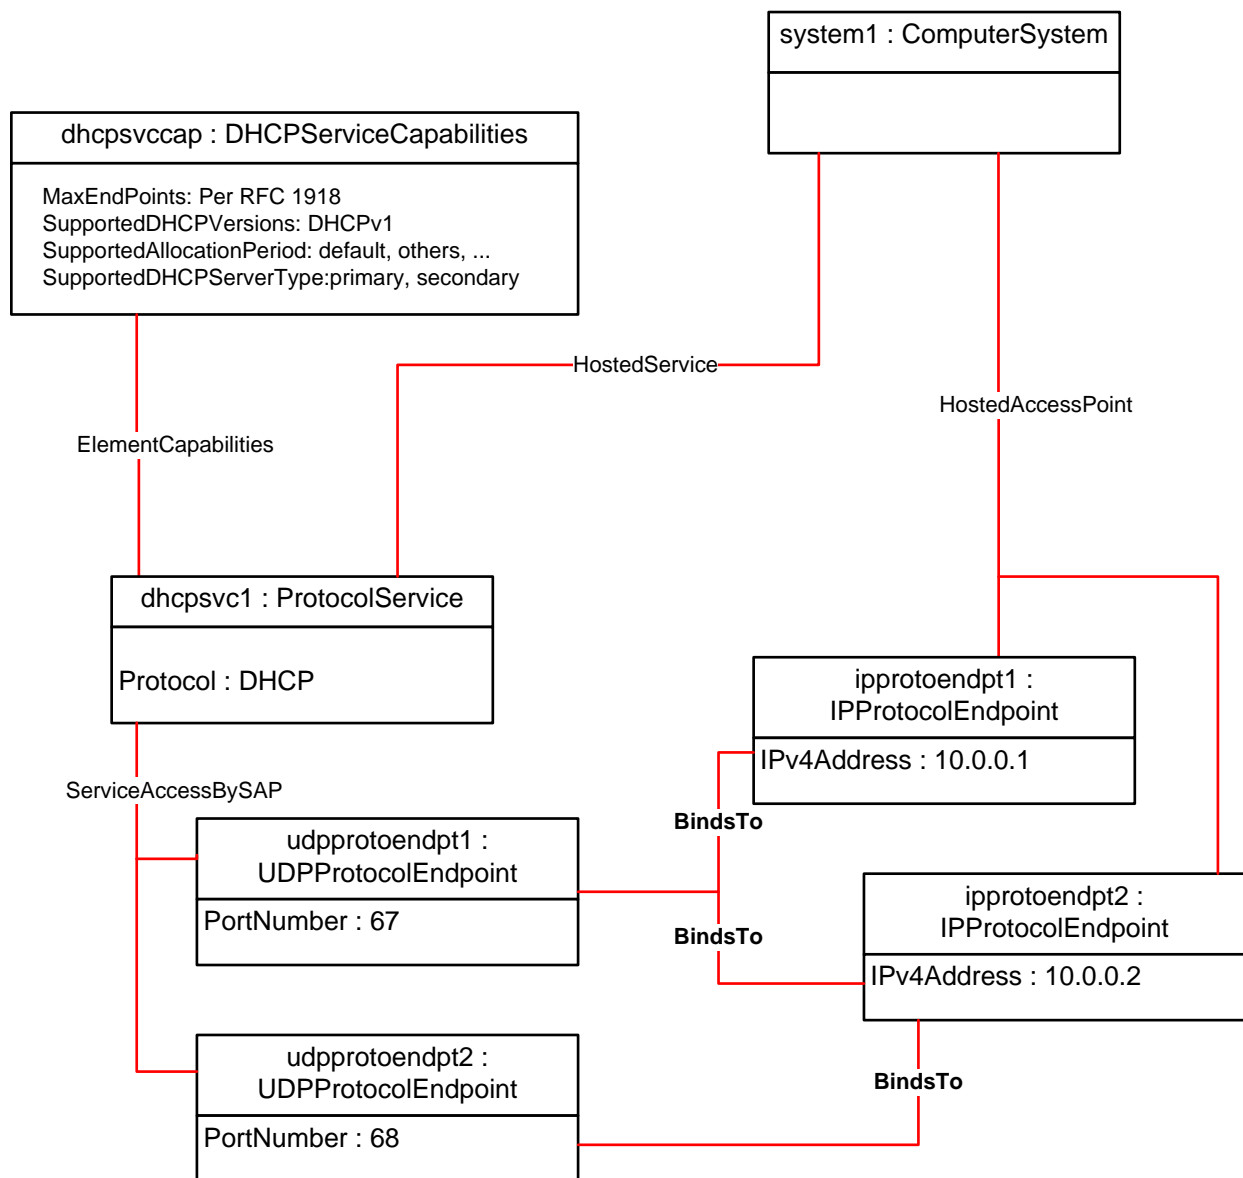 system1 : ComputerSystem
dhcpsvccap : DHCPServiceCapabilities
MaxEndPoints: Per RFC 1918
SupportedDHCPVersions: DHCPv1
SupportedAllocationPeriod: default, others, ...
SupportedDHCPServerType:primary, secondary
HostedService
HostedAccessPoint
ElementCapabilities
dhcpsvc1 : ProtocolService
Protocol : DHCP
ipprotoendpt1 :
IPProtocolEndpoint
IPv4Address : 10.0.0.1
ServiceAccessBySAP
BindsTo
udpprotoendpt1 :
UDPProtocolEndpoint
PortNumber : 67
BindsTo
ipprotoendpt2 :
IPProtocolEndpoint
IPv4Address : 10.0.0.2
udpprotoendpt2 :
UDPProtocolEndpoint
PortNumber : 68
BindsTo